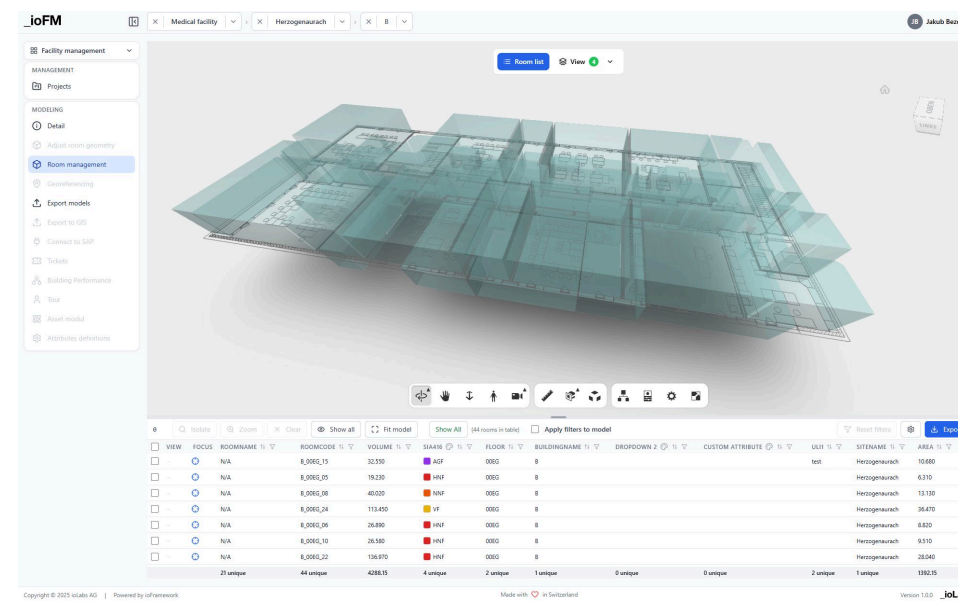 _ioFM
Medical facility
Herzogenaurach
B
JB Jakub
Facility management
MANAGEMENT
Projects
MODELING
Detail
Adjust room geometry
Room management
Georeferencing
Export models
Export to GIS
Connect to SAP
Tickets
Building Performance
Tour
Asset modul
Attributes definitions
Room list View 4
OBEN
LINKS
0 Isolate Zoom Clear Show all Fit model Show All (44 rooms in table) Apply filters to model Reset filters
VIEW FOCUS ROOMNAME ROOMCODE VOLUME SIA416 FLOOR BUILDINGNAME DROPDOWN 2 CUSTOM ATTRIBUTE SITENAME AREA
N/A B_00EG_15 32.550 AGF 00EG B test Herzogenaurach 10.680
N/A B_00EG_05 19.230 HNF 00EG B Herzogenaurach 6.310
N/A B_00EG_08 40.020 NNF 00EG B Herzogenaurach 13.130
N/A B_00EG_24 113.450 VF 00EG B Herzogenaurach 36.470
N/A B_00EG_06 26.890 HNF 00EG B Herzogenaurach 8.820
N/A B_00EG_10 26.580 HNF 00EG B Herzogenaurach 9.510
N/A B_00EG_22 136.970 HNF 00EG B Herzogenaurach 28.040
21 unique 44 unique 4288.15 4 unique 2 unique 1 unique 0 unique 0 unique 2 unique 1 unique 1392.15
Copyright © 2025 ioLabs AG | Powered by ioFramework Made with ♡ in Switzerland Version 1.0.0 _ioL